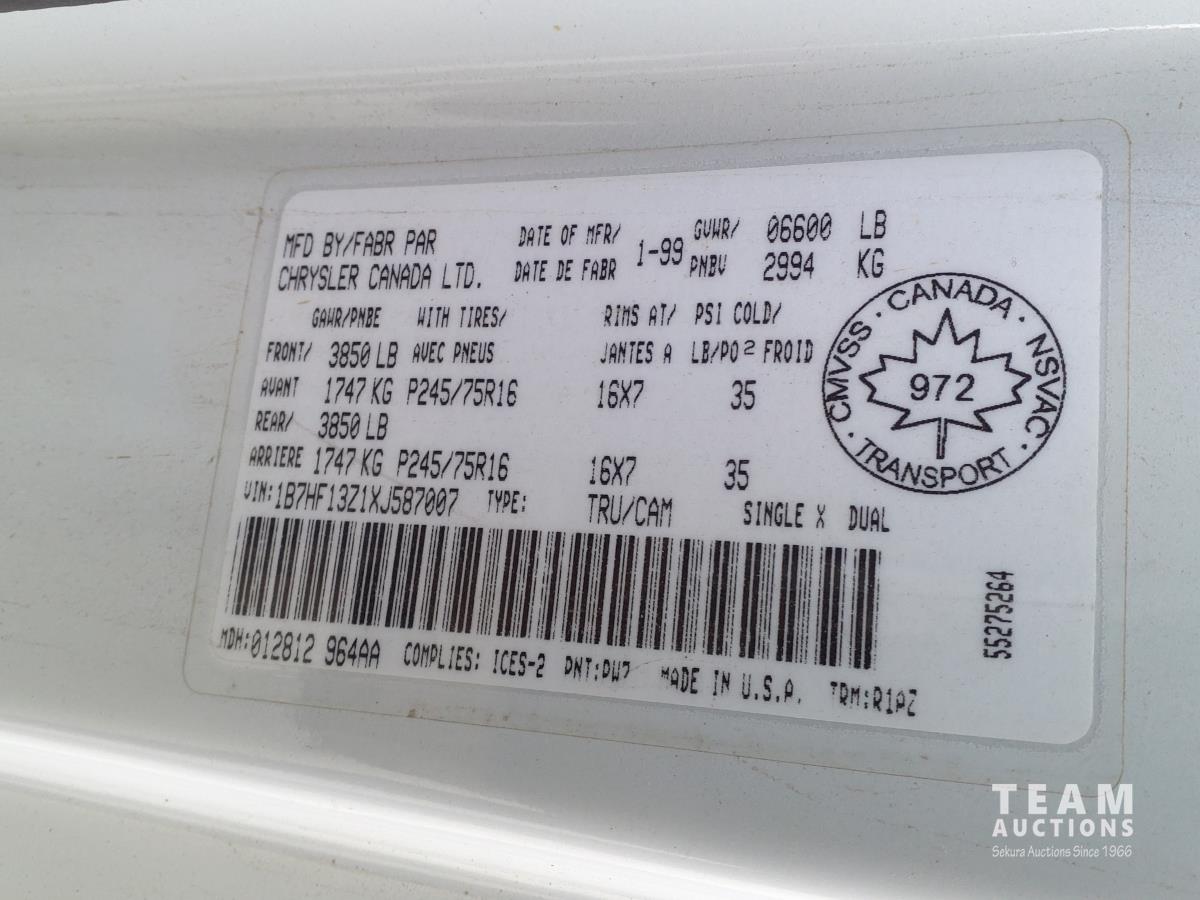 MFD BY/FABR PAR DATE OF MFR/ 1-99 GVWR/ 06600 LB
CHRYSLER CANADA LTD. DATE DE FABR PNBV 2994 KG
GAWR/PNBE WITH TIRES/ RIMS AT/ PSI COLD/
FRONT/ 3850 LB AVEC PNEUS JANTES A LB/PO² FROID
AVANT 1747 KG P245/75R16 16X7 35
REAR/ 3850 LB
ARRIERE 1747 KG P245/75R16 16X7 35
VIN: 1B7HF13Z1XJ587007 TYPE: TRU/CAM SINGLE X DUAL
MDH: 012812 964AA COMPLIES: ICES-2 PNT:PW7 MADE IN U.S.A. TRM:R1AZ
· CANADA · NSVAC · TRANSPORT · CMVSS
972
55275264
TEAM
AUCTIONS
Sekura Auctions Since 1966